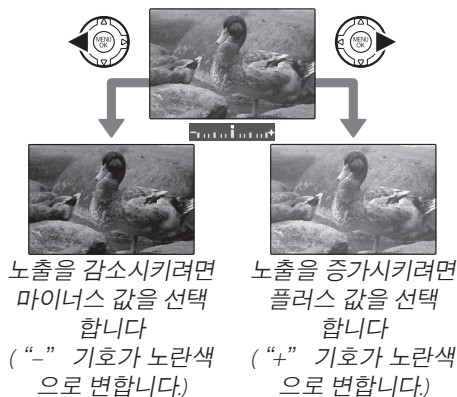 MENU
OK
MENU
OK
- +
노출을 감소시키려면
마이너스 값을 선택
합니다
( “–” 기호가 노란색
으로 변합니다.)
노출을 증가시키려면
플러스 값을 선택
합니다
( “+” 기호가 노란색
으로 변합니다.)